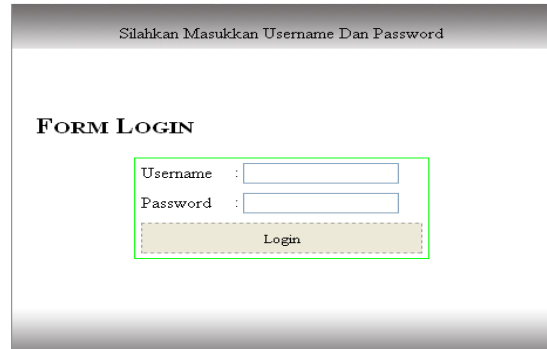 Silahkan Masukkan Username Dan Password
FORM LOGIN
Username :
Password :
Login